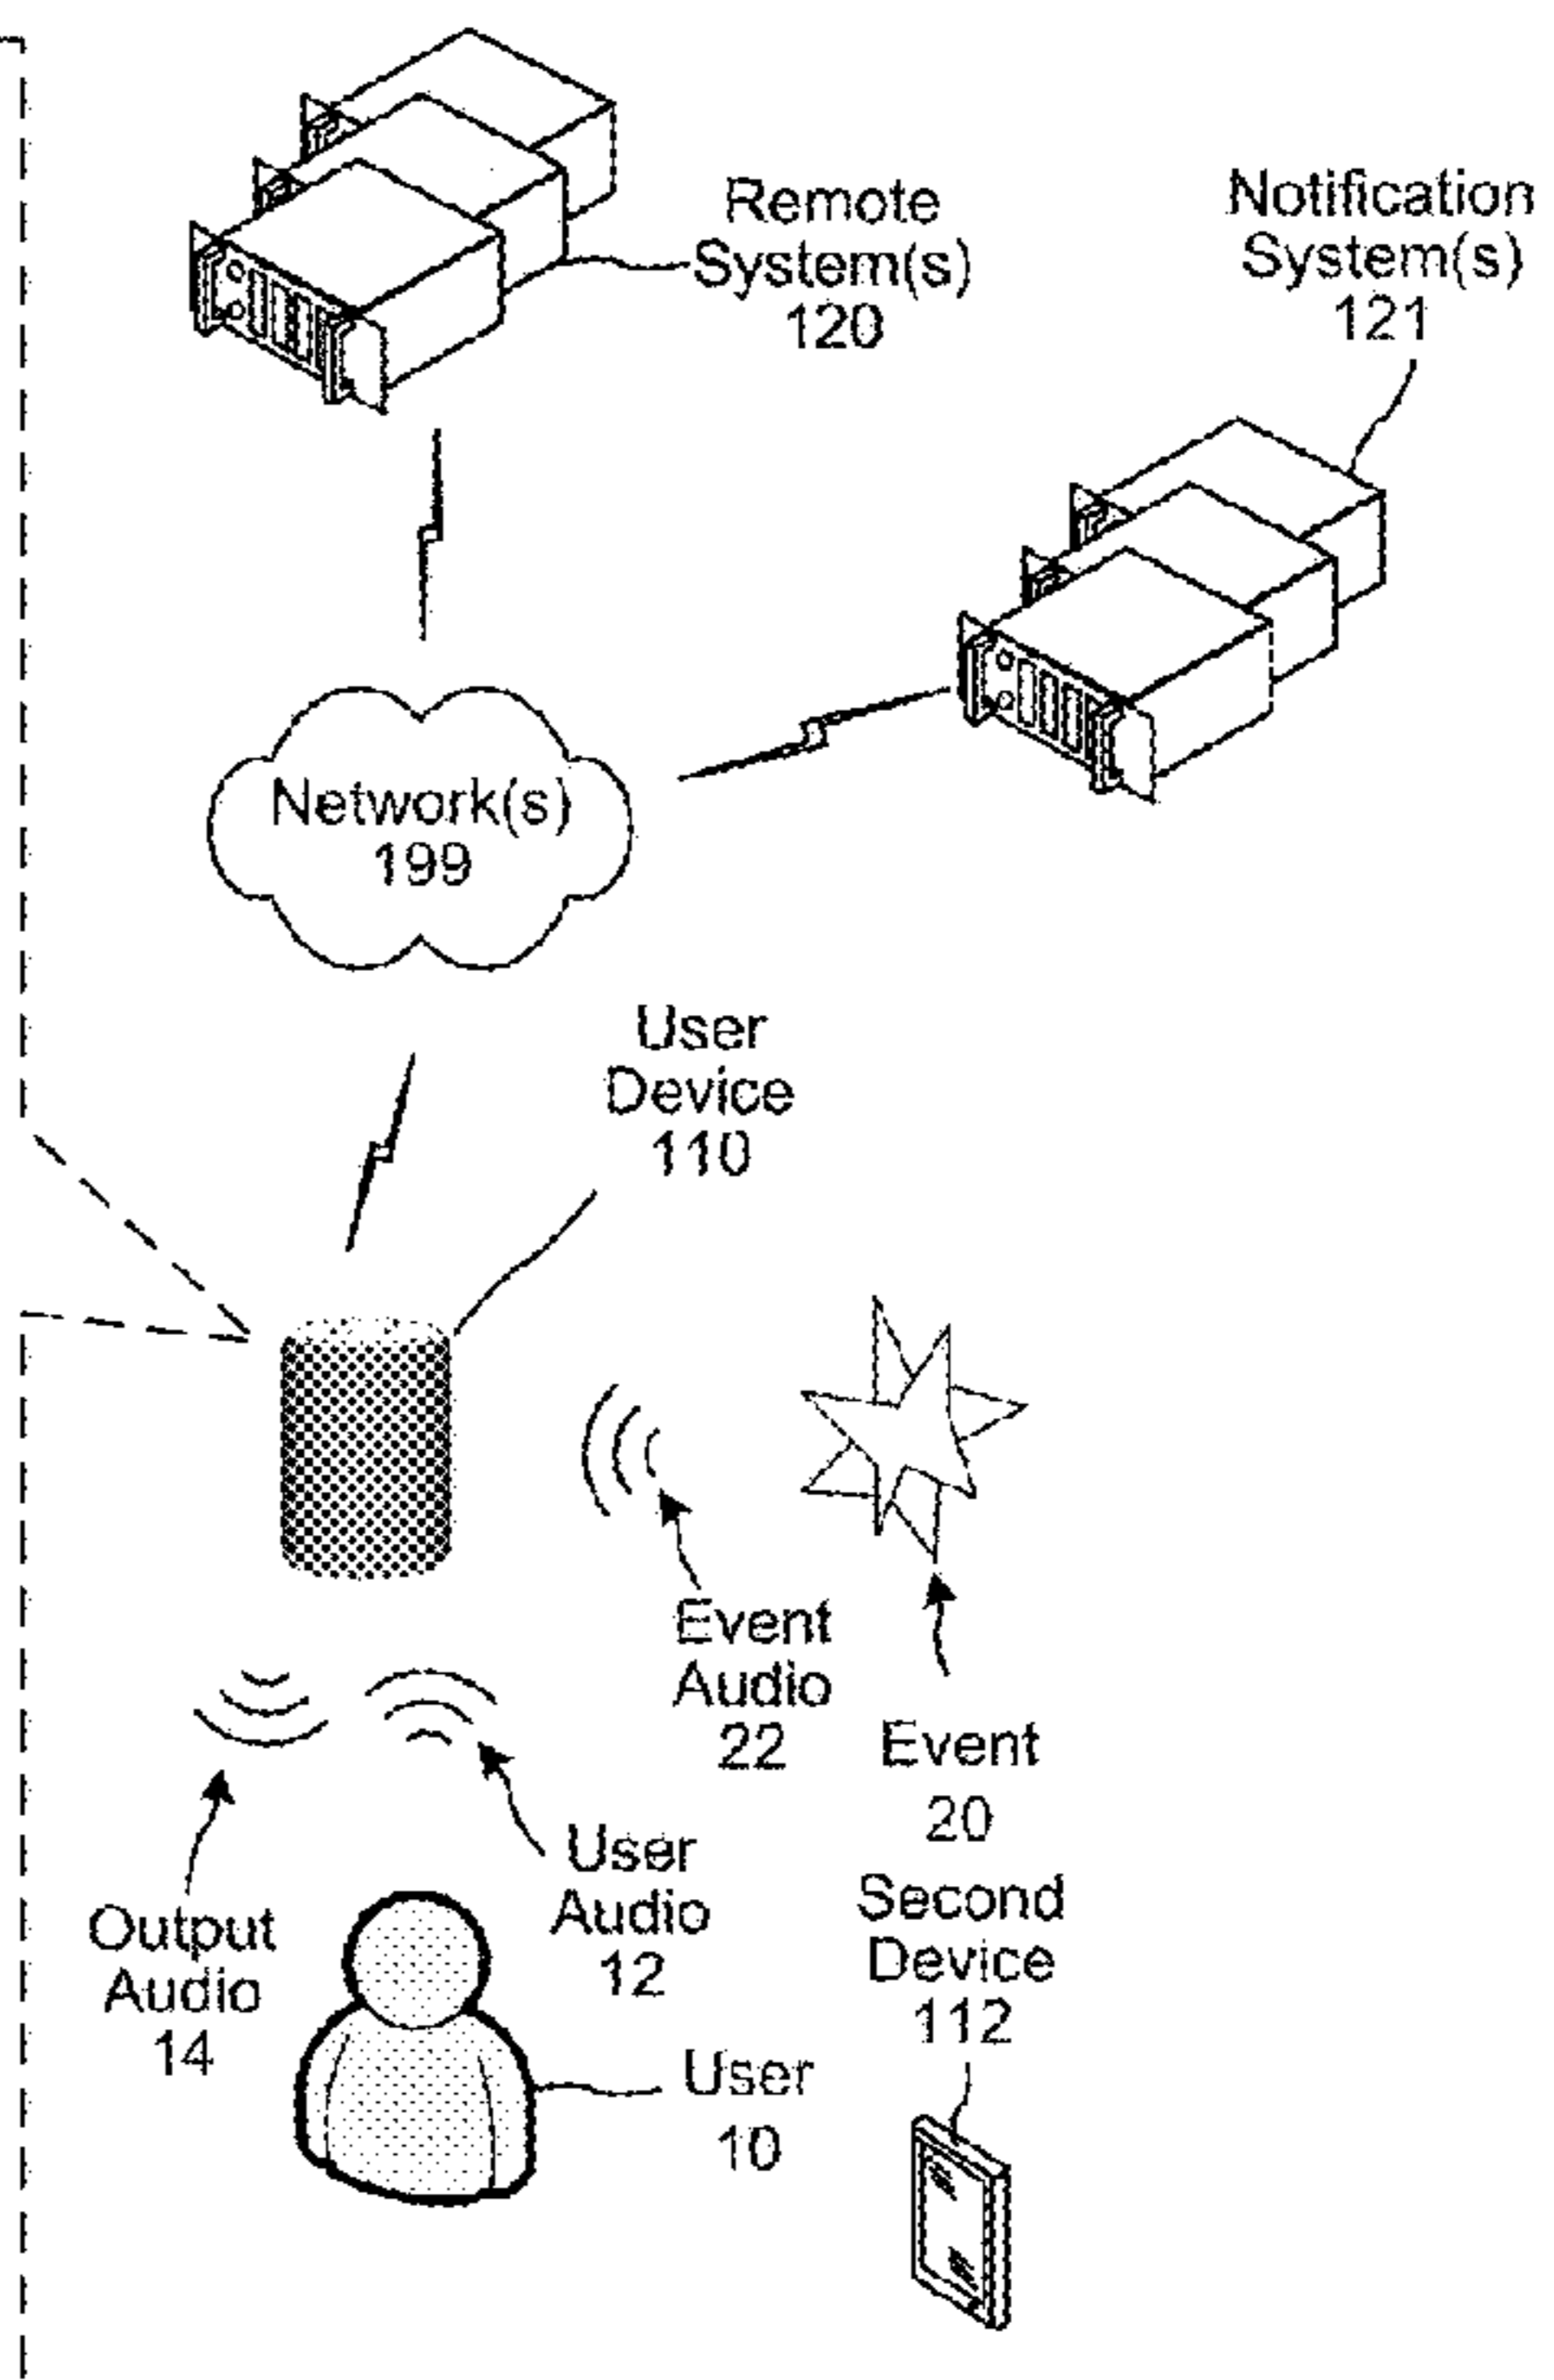 Remote
System(s)
120
Notification
System(s)
121
Network(s)
199
User
Device
110
Event
Audio
22
Event
20
User
Audio
12
Output
Audio
14
Second
Device
112
User
10